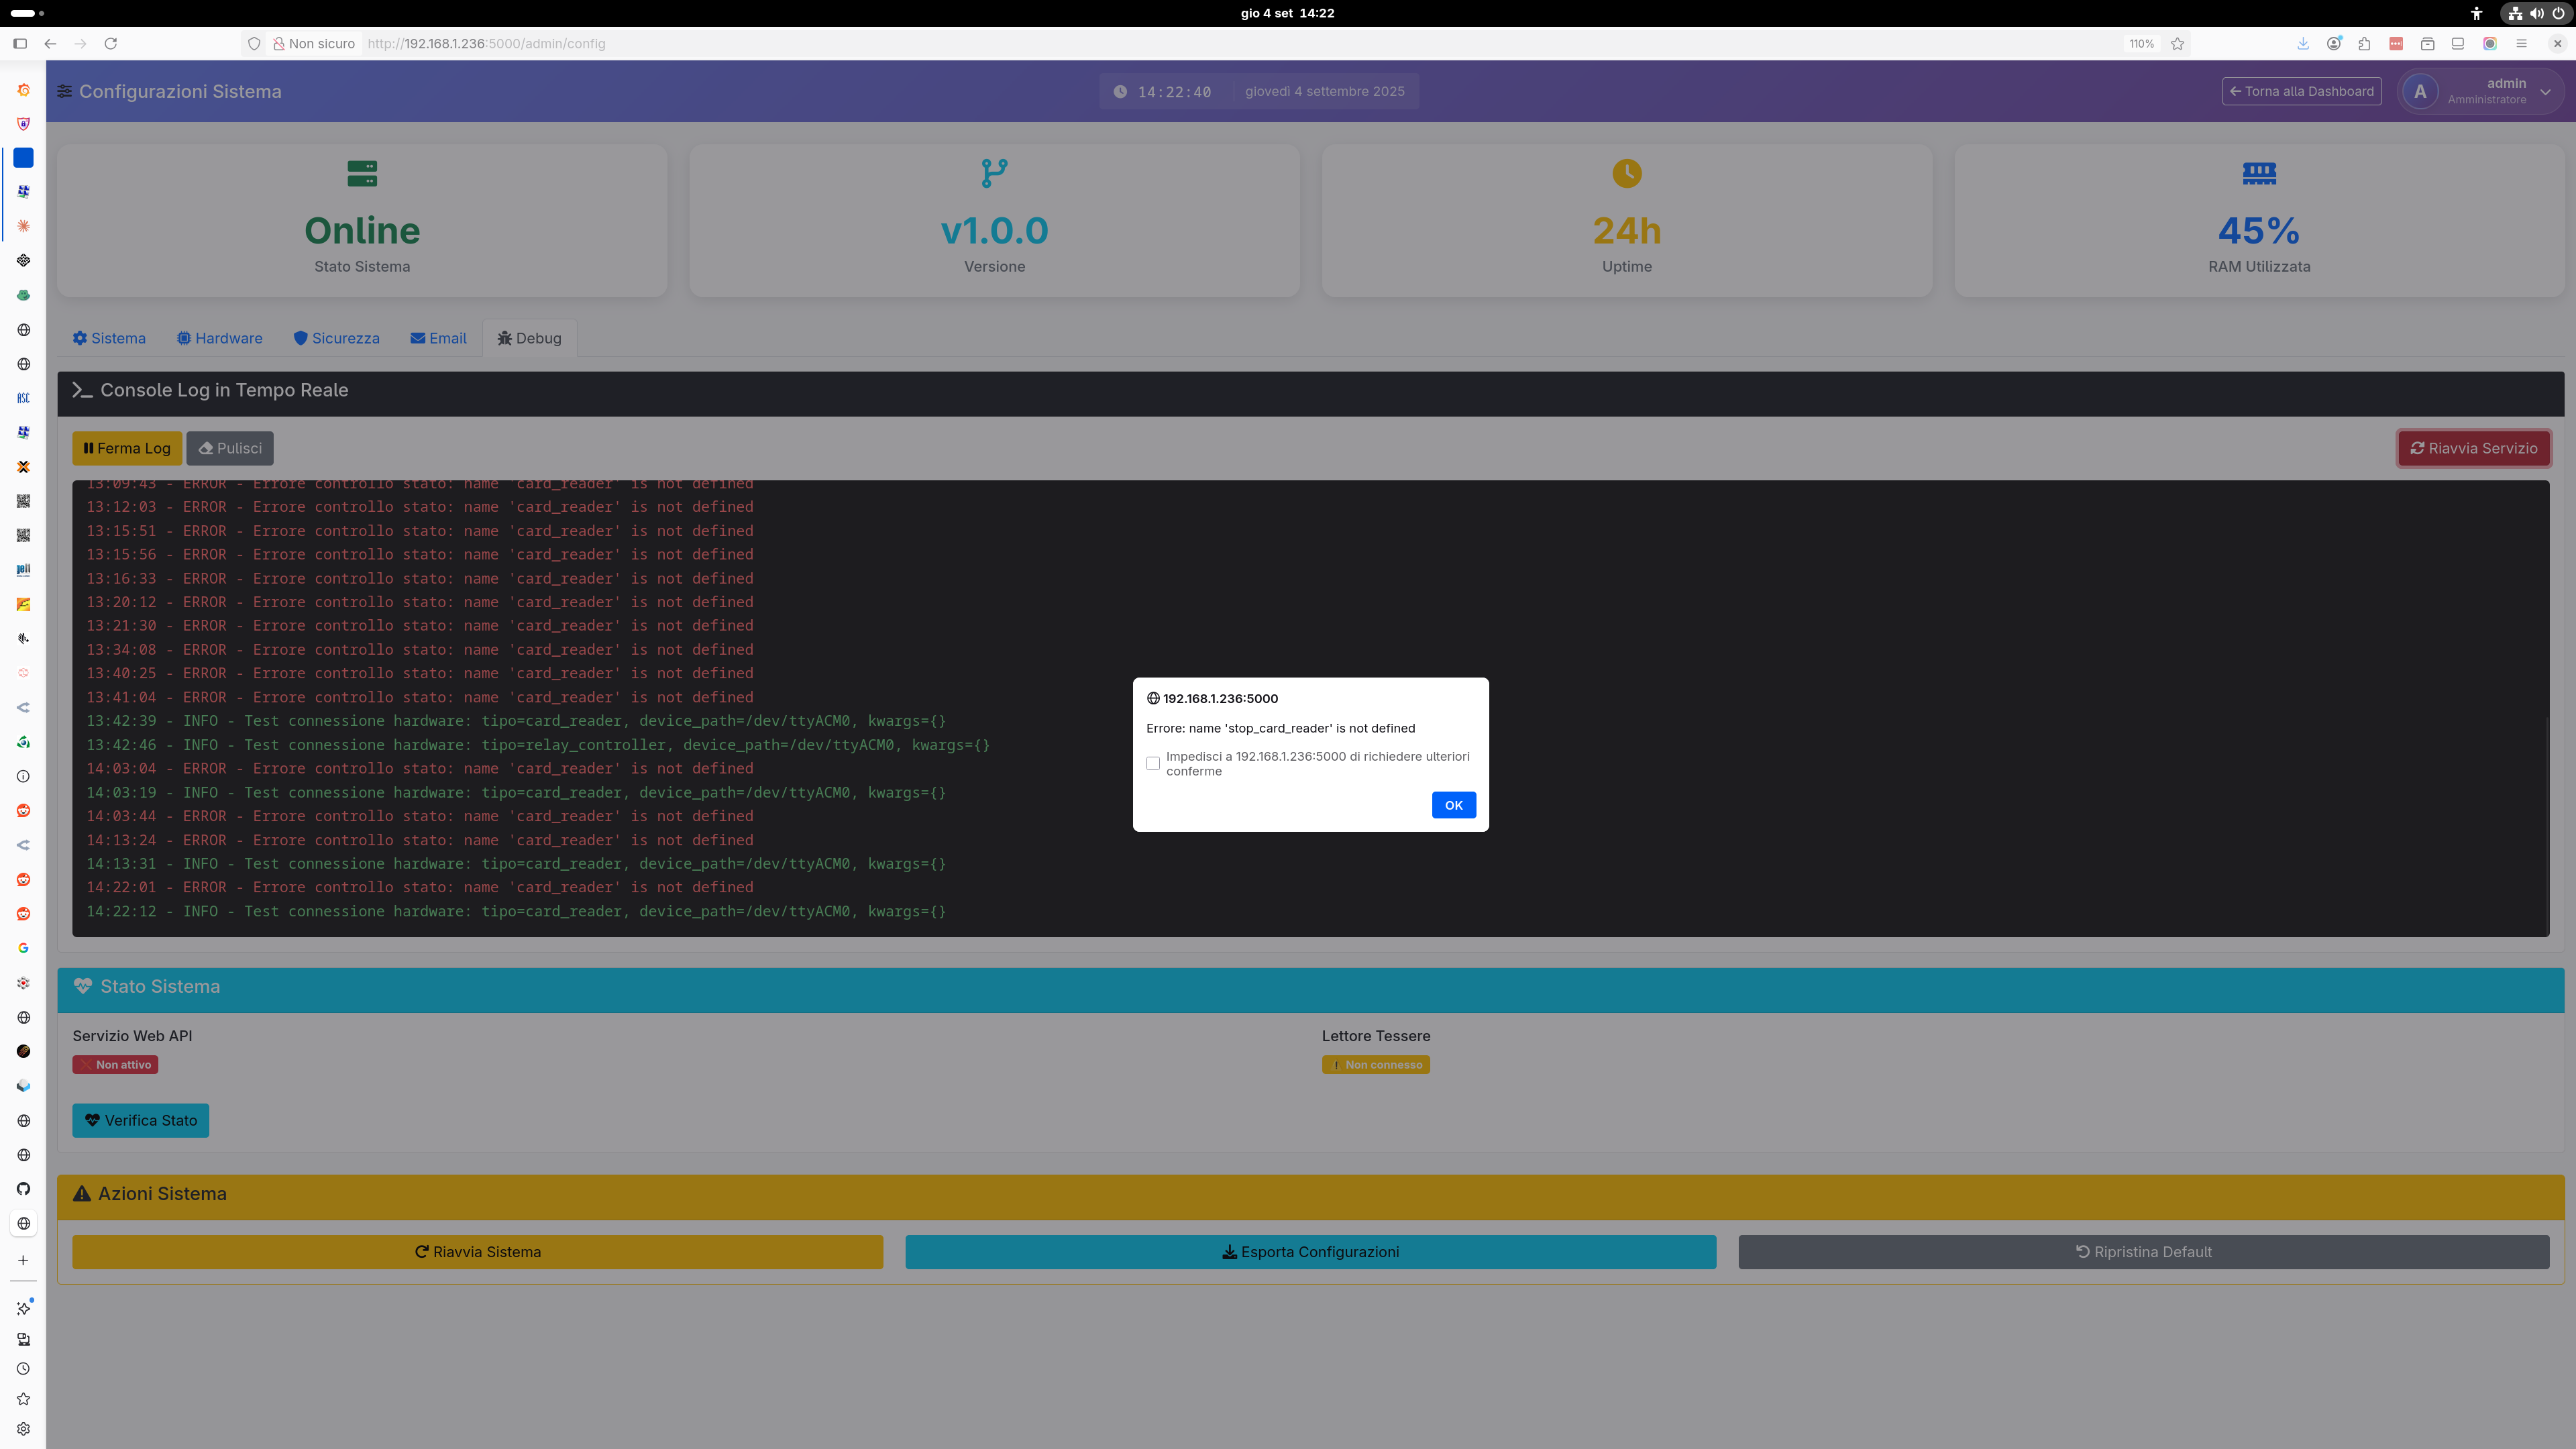 gio 4 set 14:22
Non sicuro http://192.168.1.236:5000/admin/config 110%
Configurazioni Sistema
14:22:40 giovedì 4 settembre 2025
Torna alla Dashboard
A admin
Amministratore
Online
Stato Sistema
v1.0.0
Versione
24h
Uptime
45%
RAM Utilizzata
Sistema Hardware Sicurezza Email Debug
Console Log in Tempo Reale
Ferma Log Pulisci Riavvia Servizio
13:09:43 - ERROR - Errore controllo stato: name 'card_reader' is not defined
13:12:03 - ERROR - Errore controllo stato: name 'card_reader' is not defined
13:15:51 - ERROR - Errore controllo stato: name 'card_reader' is not defined
13:15:56 - ERROR - Errore controllo stato: name 'card_reader' is not defined
13:16:33 - ERROR - Errore controllo stato: name 'card_reader' is not defined
13:20:12 - ERROR - Errore controllo stato: name 'card_reader' is not defined
13:21:30 - ERROR - Errore controllo stato: name 'card_reader' is not defined
13:34:08 - ERROR - Errore controllo stato: name 'card_reader' is not defined
13:40:25 - ERROR - Errore controllo stato: name 'card_reader' is not defined
13:41:04 - ERROR - Errore controllo stato: name 'card_reader' is not defined
13:42:39 - INFO - Test connessione hardware: tipo=card_reader, device_path=/dev/ttyACM0, kwargs={}
13:42:46 - INFO - Test connessione hardware: tipo=relay_controller, device_path=/dev/ttyACM0, kwargs={}
14:03:04 - ERROR - Errore controllo stato: name 'card_reader' is not defined
14:03:19 - INFO - Test connessione hardware: tipo=card_reader, device_path=/dev/ttyACM0, kwargs={}
14:03:44 - ERROR - Errore controllo stato: name 'card_reader' is not defined
14:13:24 - ERROR - Errore controllo stato: name 'card_reader' is not defined
14:13:31 - INFO - Test connessione hardware: tipo=card_reader, device_path=/dev/ttyACM0, kwargs={}
14:22:01 - ERROR - Errore controllo stato: name 'card_reader' is not defined
14:22:12 - INFO - Test connessione hardware: tipo=card_reader, device_path=/dev/ttyACM0, kwargs={}
192.168.1.236:5000
Errore: name 'stop_card_reader' is not defined
Impedisci a 192.168.1.236:5000 di richiedere ulteriori
conferme
OK
Stato Sistema
Servizio Web API
Non attivo
Lettore Tessere
Non connesso
Verifica Stato
Azioni Sistema
Riavvia Sistema Esporta Configurazioni Ripristina Default